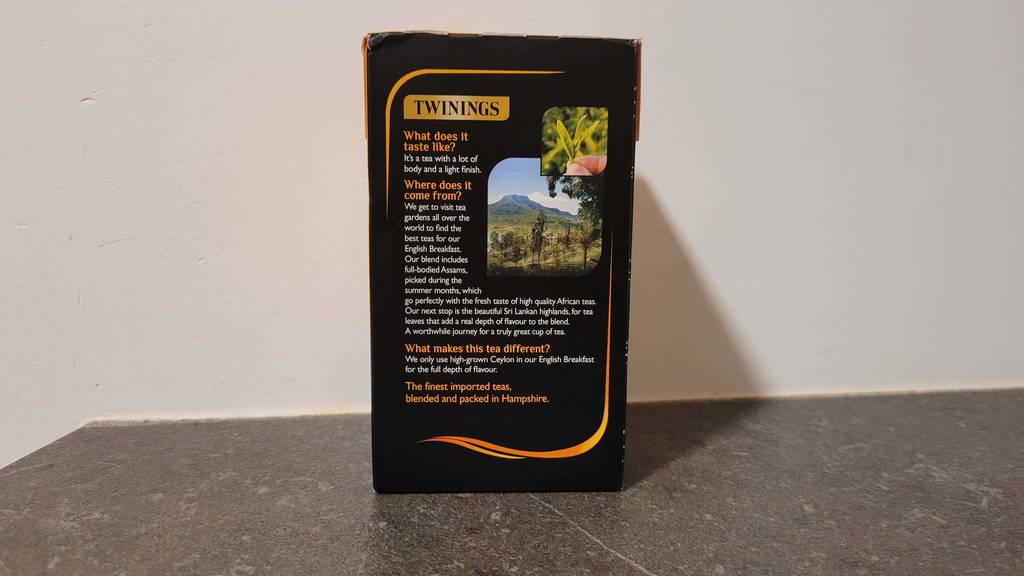 TWININGS
What does it
taste like?
It's a tea with a lot of
body and a light finish.
Where does it
come from?
We get to visit tea
gardens all over the
world to find the
best teas for our
English Breakfast.
Our blend includes
full-bodied Assams,
picked during the
summer months, which
go perfectly with the fresh taste of high quality African teas.
Our next stop is the beautiful Sri Lankan highlands, for tea
leaves that add a real depth of flavour to the blend.
A worthwhile journey for a truly great cup of tea.
What makes this tea different?
We only use high-grown Ceylon in our English Breakfast
for the full depth of flavour.
The finest imported teas,
blended and packed in Hampshire.